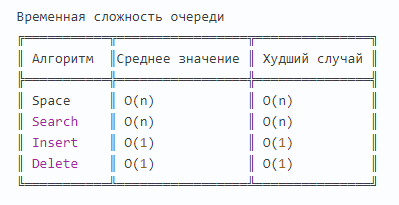 Временная сложность очереди
Алгоритм Среднее значение Худший случай
Space O(n) O(n)
Search O(n) O(n)
Insert O(1) O(1)
Delete O(1) O(1)